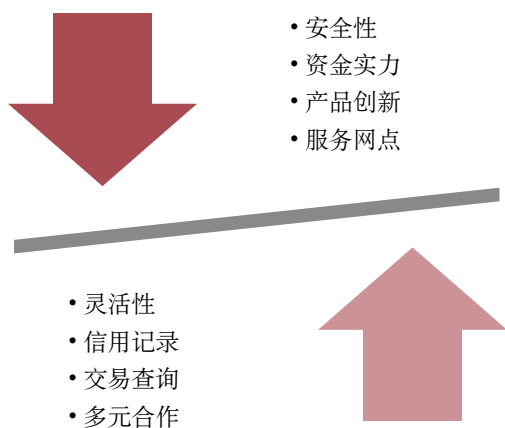 • 安全性
• 资金实力
• 产品创新
• 服务网点
• 灵活性
• 信用记录
• 交易查询
• 多元合作